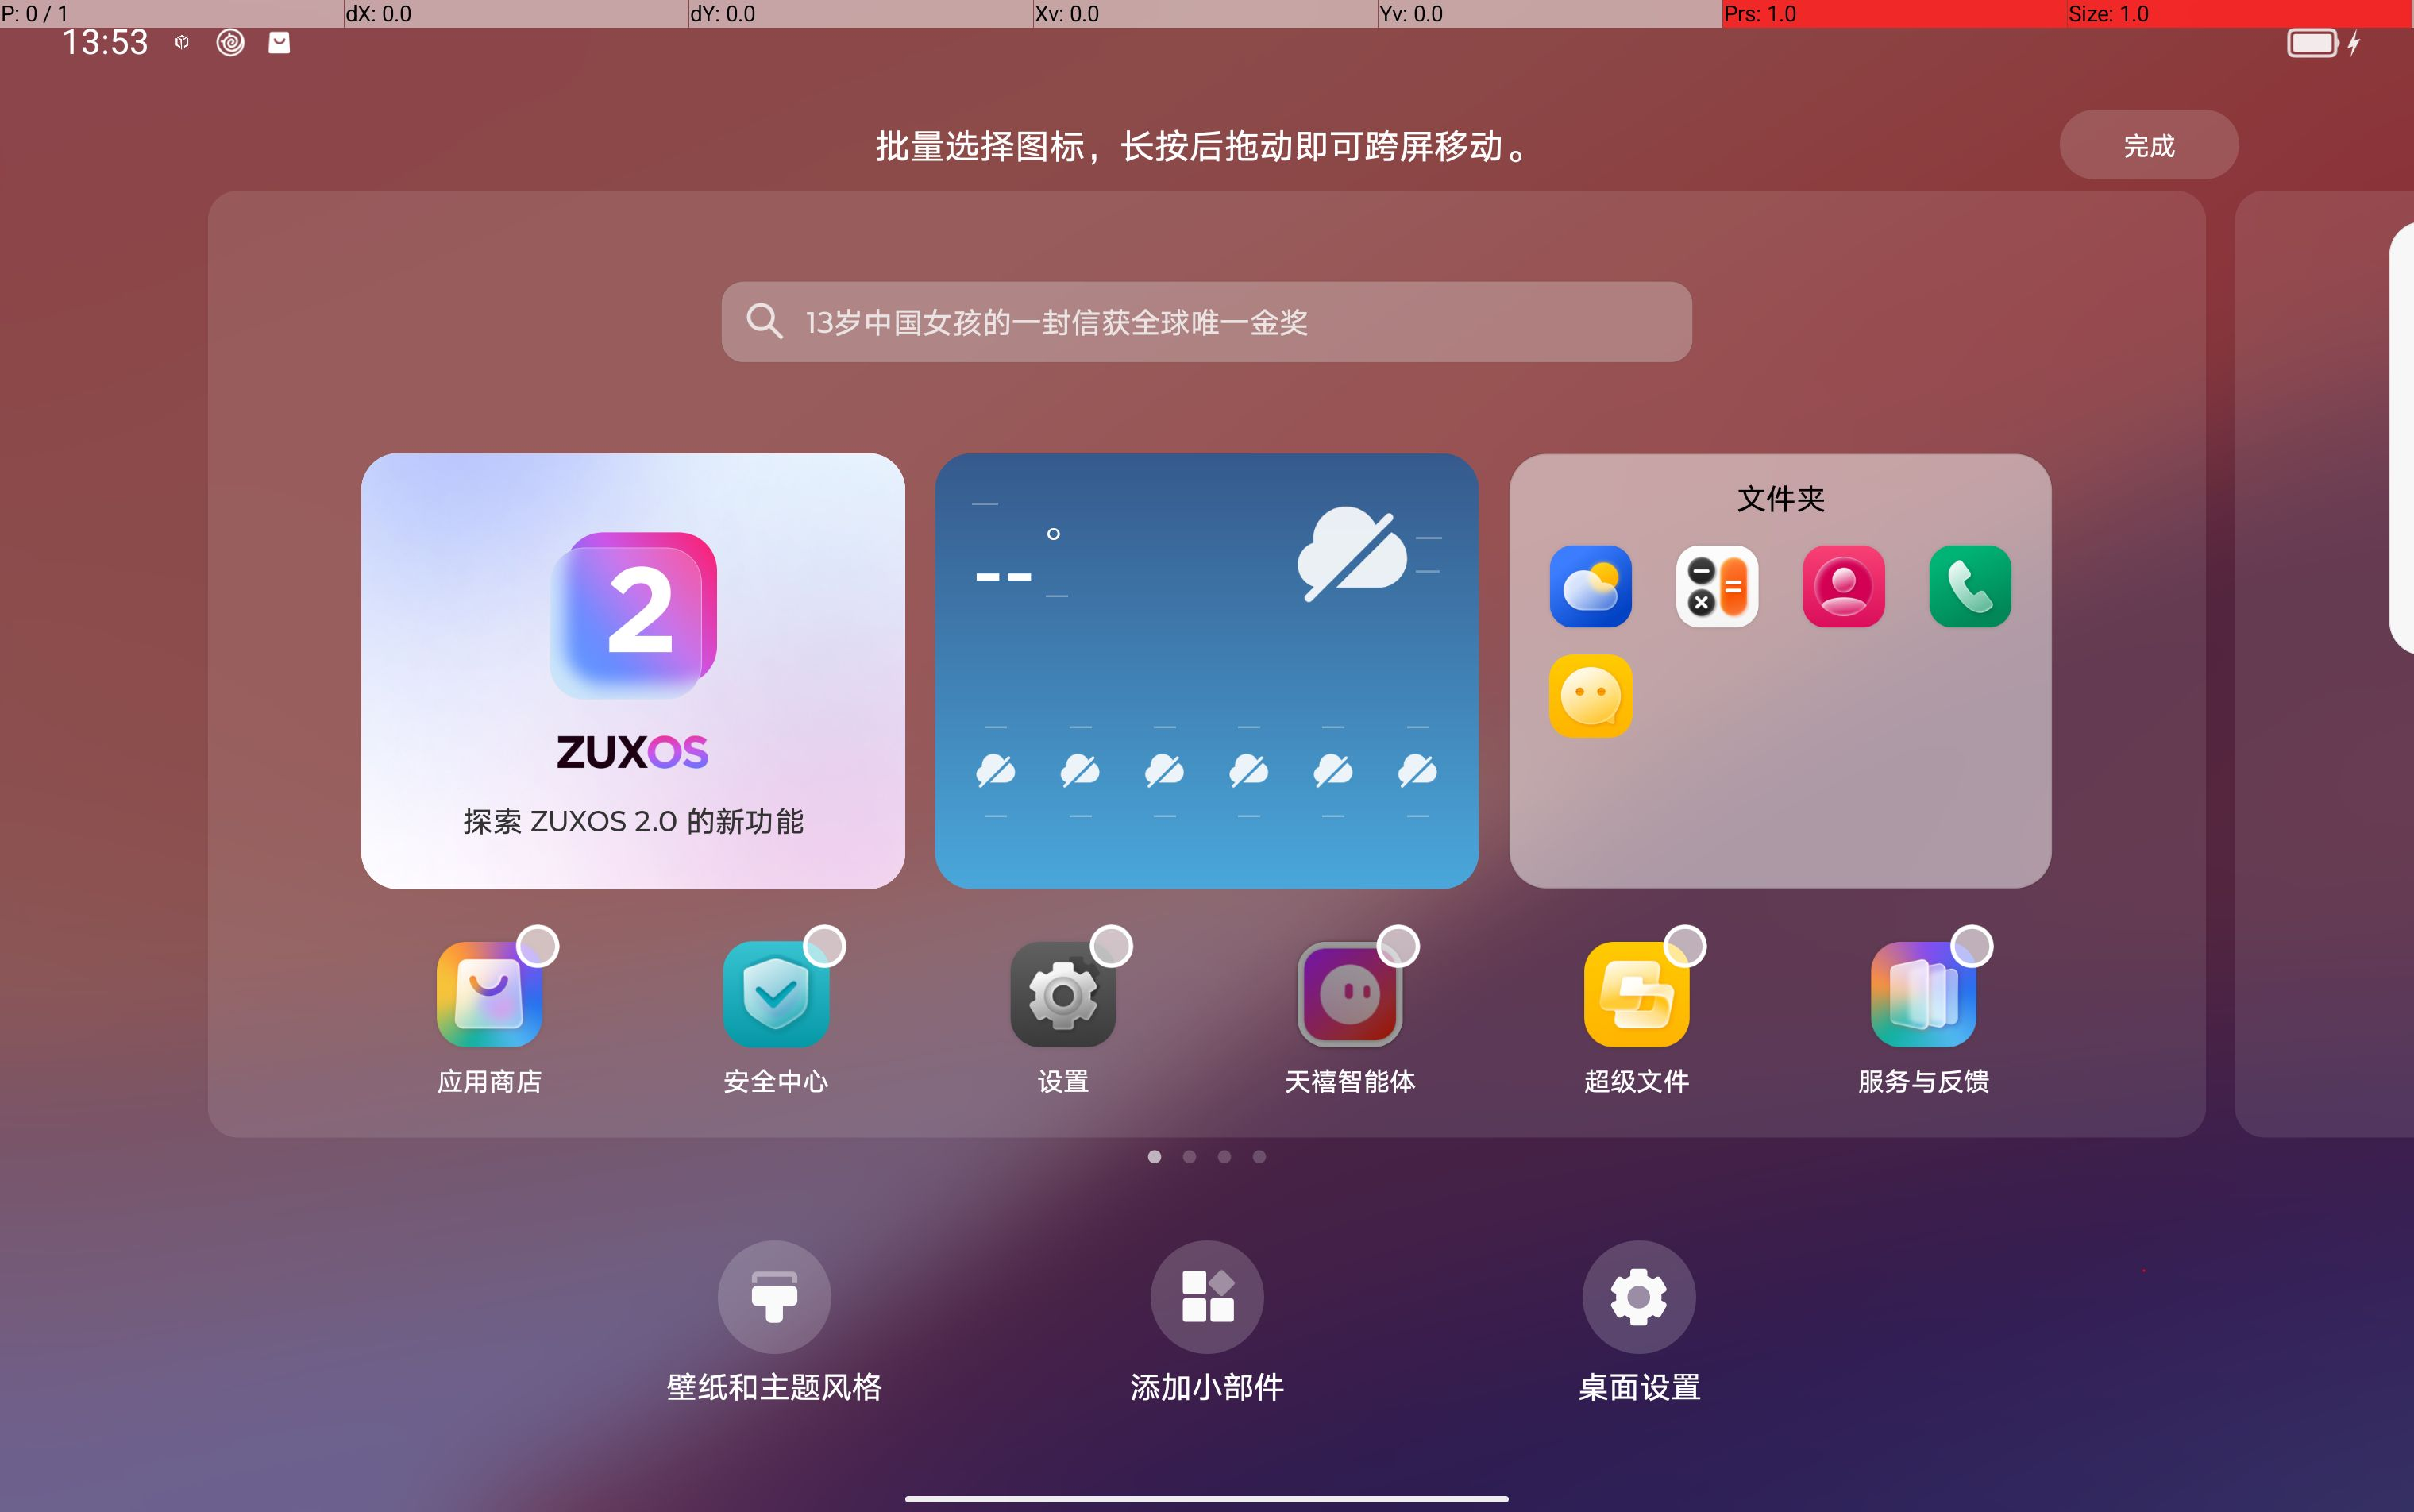 P: 0 / 1 dX: 0.0 dY: 0.0 Xv: 0.0 Yv: 0.0 Prs: 1.0 Size: 1.0
13:53
批量选择图标，长按后拖动即可跨屏移动。
完成
13岁中国女孩的一封信获全球唯一金奖
2
ZUXOS
探索 ZUXOS 2.0 的新功能
-- °
文件夹
应用商店 安全中心 设置 天禧智能体 超级文件 服务与反馈
壁纸和主题风格 添加小部件 桌面设置